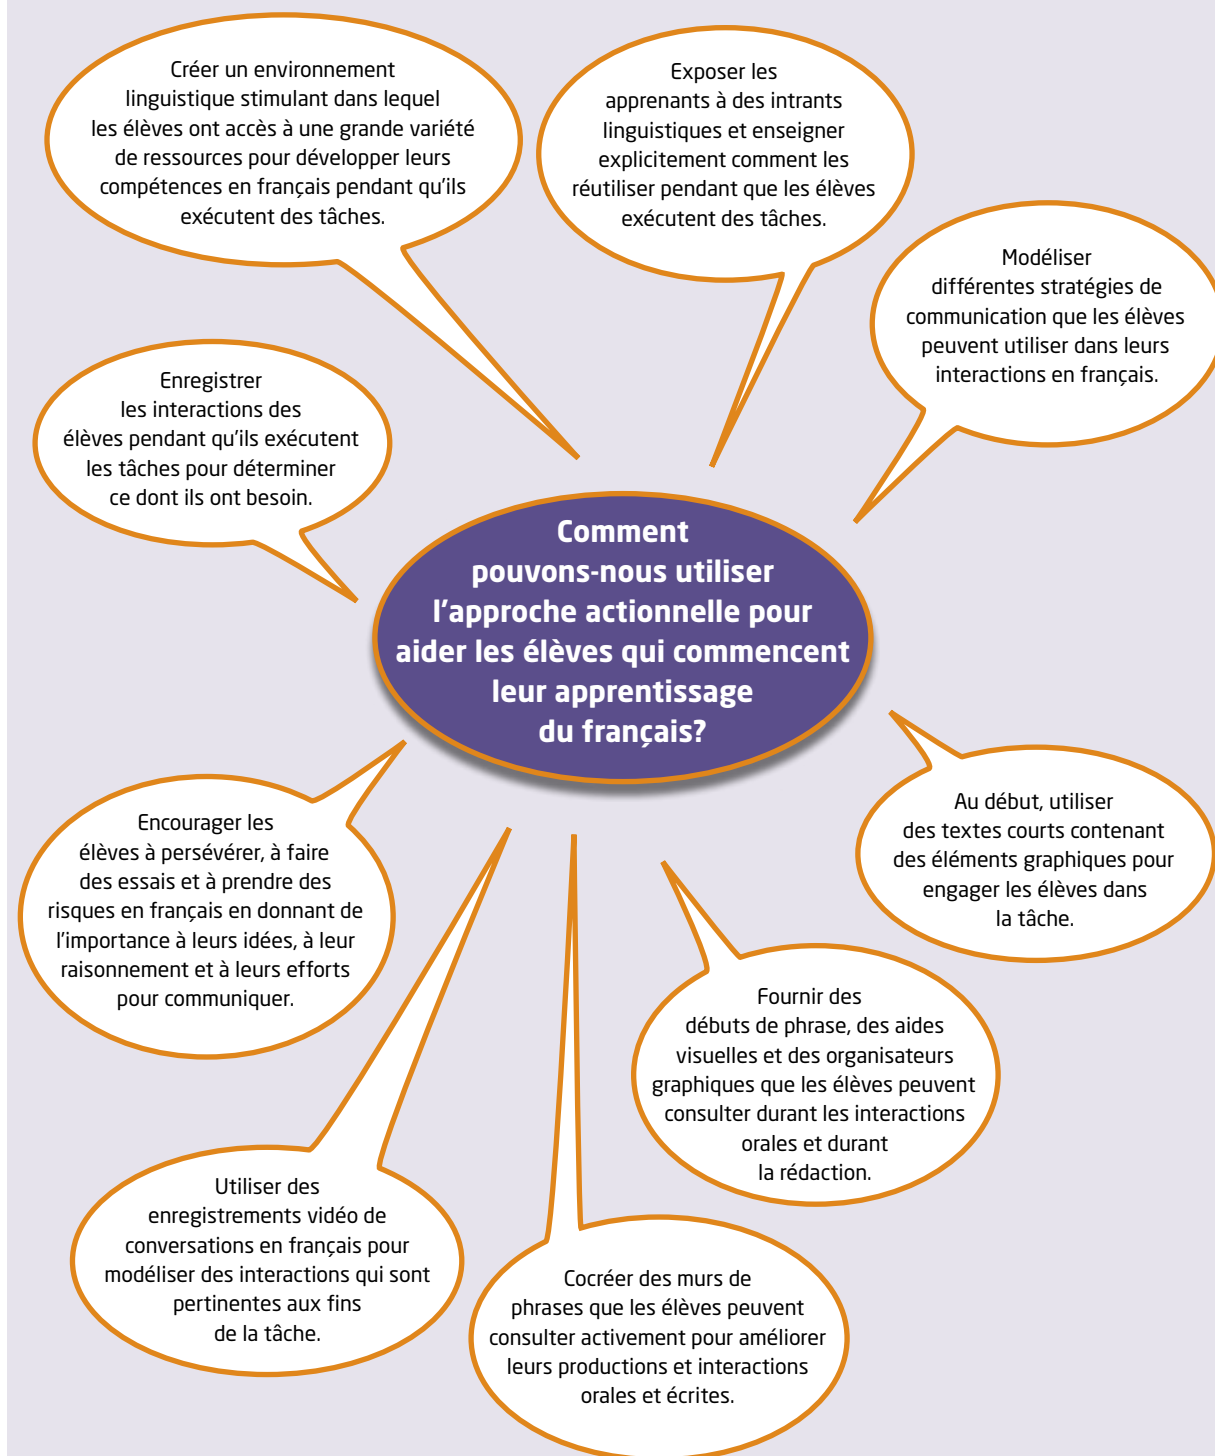 Créer un environnement
linguistique stimulant dans lequel
les élèves ont accès à une grande variété
de ressources pour développer leurs
compétences en français pendant qu'ils
exécutent des tâches.
Exposer les
apprenants à des intrants
linguistiques et enseigner
explicitement comment les
réutiliser pendant que les élèves
exécutent des tâches.
Modéliser
différentes stratégies de
communication que les élèves
peuvent utiliser dans leurs
interactions en français.
Enregistrer
les interactions des
élèves pendant qu'ils exécutent
les tâches pour déterminer
ce dont ils ont besoin.
Comment
pouvons-nous utiliser
l'approche actionnelle pour
aider les élèves qui commencent
leur apprentissage
du français?
Au début, utiliser
des textes courts contenant
des éléments graphiques pour
engager les élèves dans
la tâche.
Encourager les
élèves à persévérer, à faire
des essais et à prendre des
risques en français en donnant de
l'importance à leurs idées, à leur
raisonnement et à leurs efforts
pour communiquer.
Fournir des
débuts de phrase, des aides
visuelles et des organisateurs
graphiques que les élèves peuvent
consulter durant les interactions
orales et durant
la rédaction.
Utiliser des
enregistrements vidéo de
conversations en français pour
modéliser des interactions qui sont
pertinentes aux fins
de la tâche.
Cocréer des murs de
phrases que les élèves peuvent
consulter activement pour améliorer
leurs productions et interactions
orales et écrites.